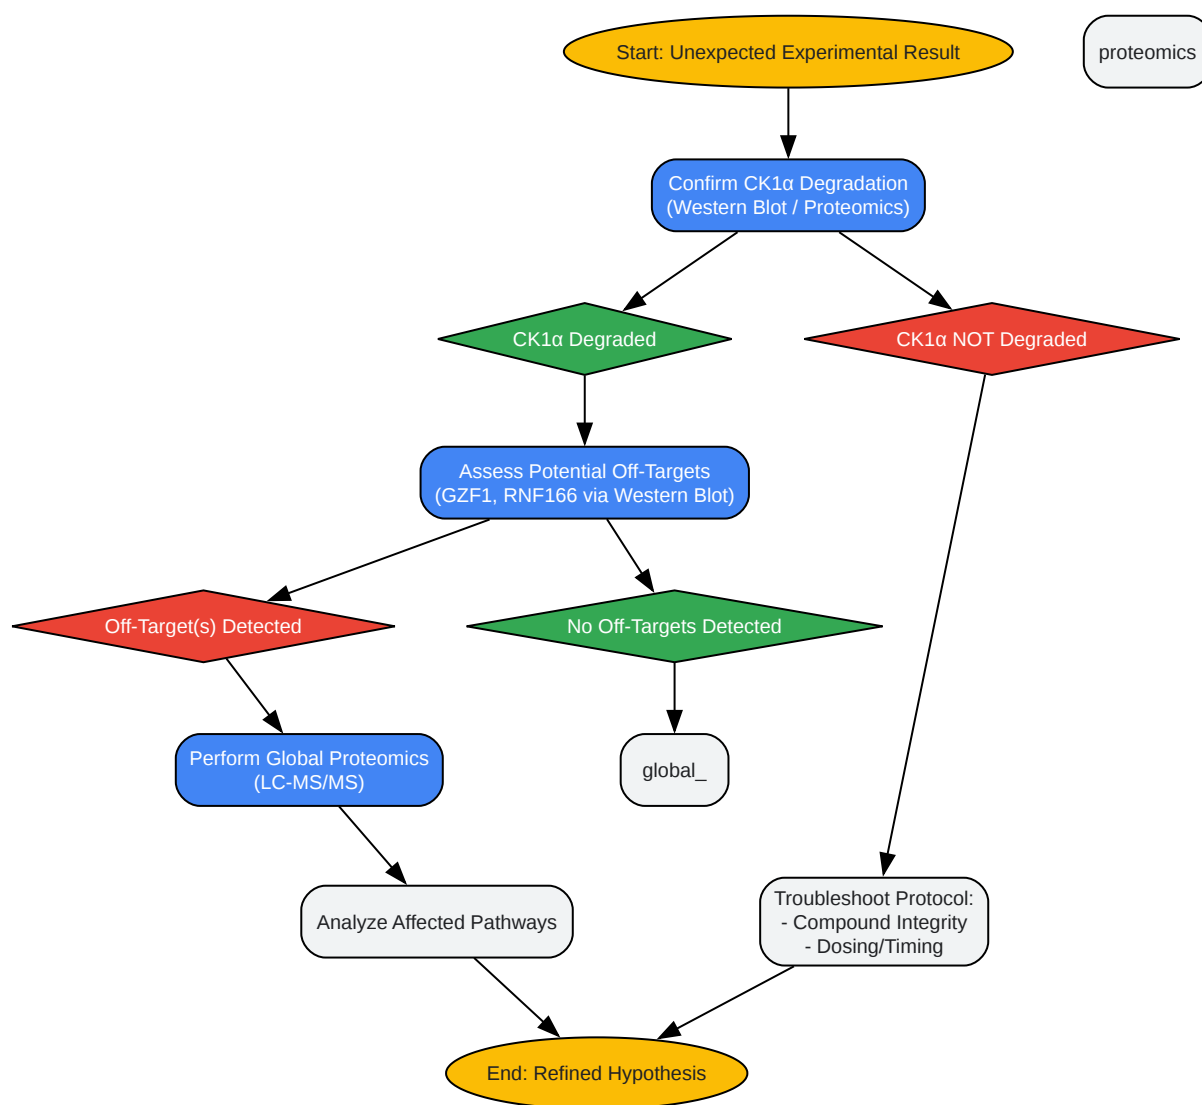 Start: Unexpected Experimental Result
proteomics
Confirm CK1α Degradation
(Western Blot / Proteomics)
CK1α Degraded
CK1α NOT Degraded
Assess Potential Off-Targets
(GZF1, RNF166 via Western Blot)
Off-Target(s) Detected
No Off-Targets Detected
Perform Global Proteomics
(LC-MS/MS)
global_
Analyze Affected Pathways
Troubleshoot Protocol:
- Compound Integrity
- Dosing/Timing
End: Refined Hypothesis